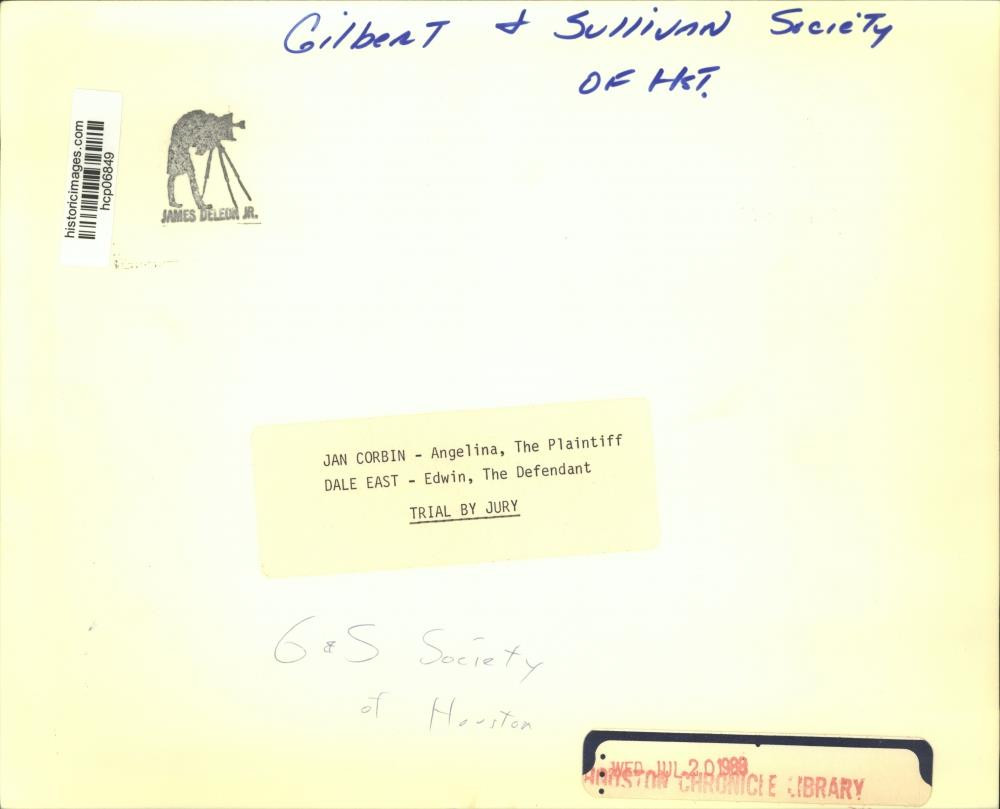 Gilbert & Sullivan Society
OF HST.
historicimages.com
hcp06849
JAMES DELEON JR.
JAN CORBIN - Angelina, The Plaintiff
DALE EAST - Edwin, The Defendant
TRIAL BY JURY
G & S Society
of Houston
WED JUL 20 1988
HOUSTON CHRONICLE LIBRARY